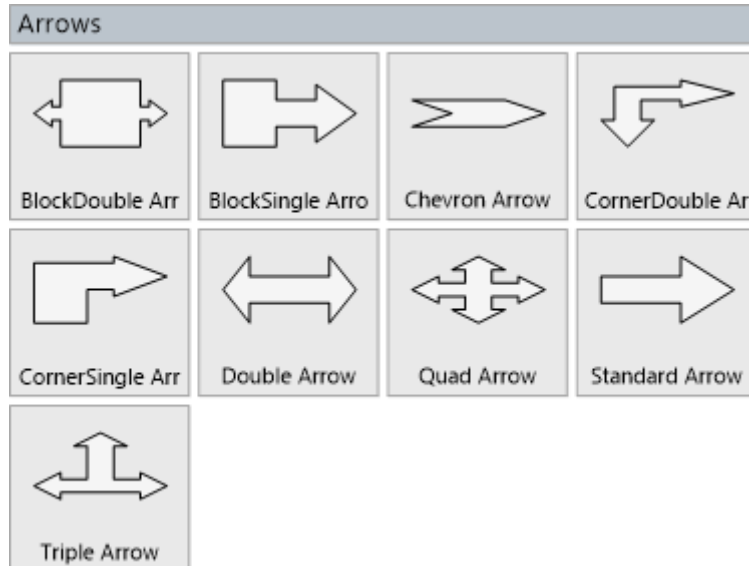 Arrows
BlockDouble Arr
BlockSingle Arro
Chevron Arrow
CornerDouble Ar
CornerSingle Arr
Double Arrow
Quad Arrow
Standard Arrow
Triple Arrow